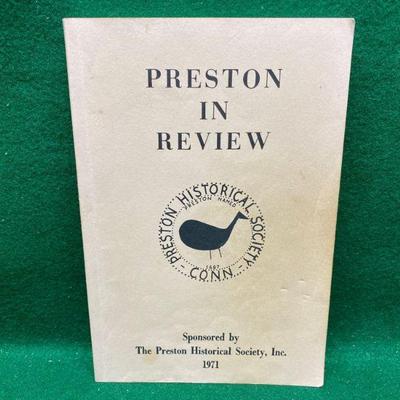 PRESTON
IN
REVIEW
PRESTON HISTORICAL SOCIETY - CONN -
PRESTON NAMED
1687
Sponsored by
The Preston Historical Society, Inc.
1971